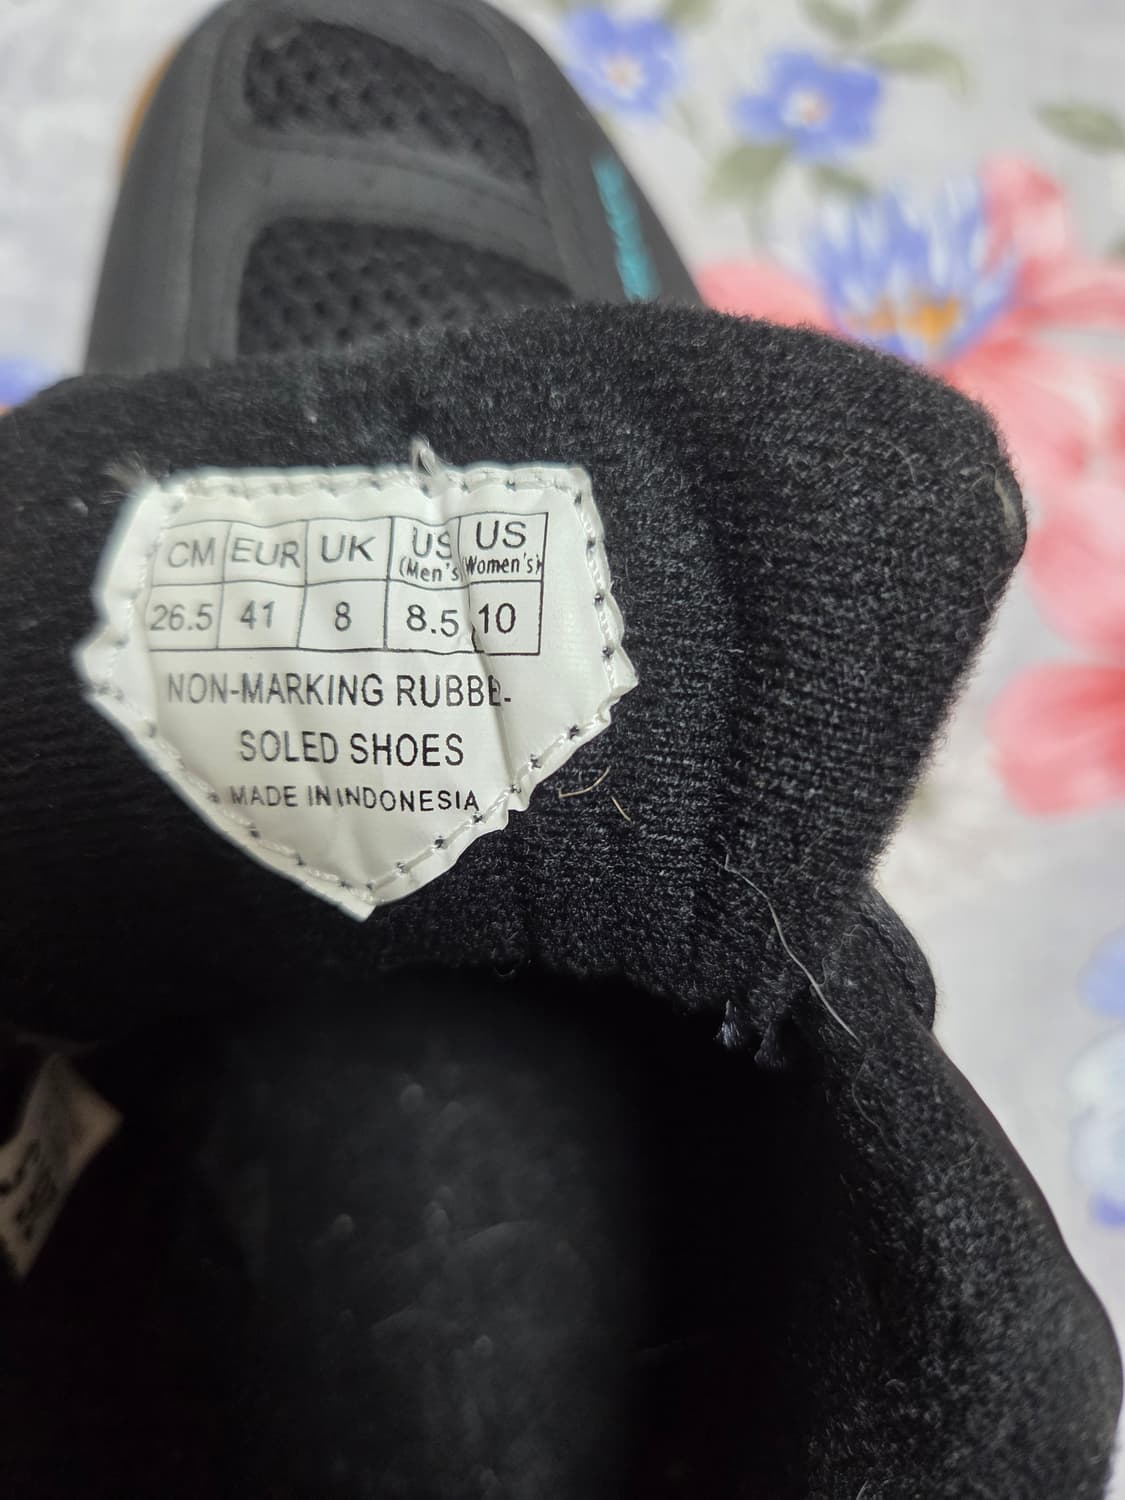 CM EUR UK US (Men's) US (Women's)
26.5 41 8 8.5 10
NON-MARKING RUBBE-
SOLED SHOES
MADE IN INDONESIA